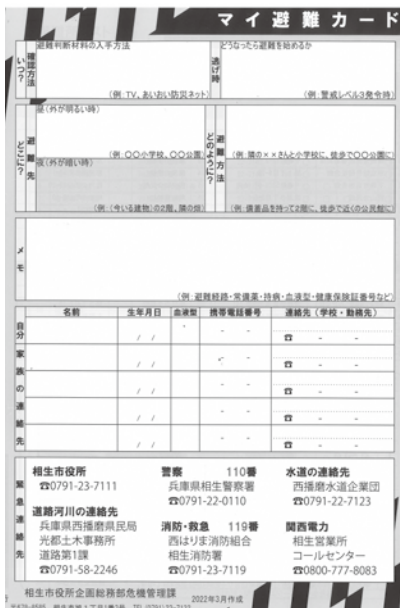 マイ避難カード
いつ?
確認方法
避難判断材料の入手方法
(例:TV、あいおい防災ネット)
逃げ時
どうなったら避難を始めるか
(例:警戒レベル3発令時)
どこに?
避難先
昼(外が明るい時)
(例:〇〇小学校、〇〇公園)
夜(外が暗い時)
(例:(今いる建物)の2階、隣の畑)
どのように?
避難方法
(例:隣の××さんと小学校に、徒歩で〇〇公園に)
(例:備蓄品を持って2階に、徒歩で近くの公民館に)
メモ
(例:避難経路・常備薬・持病・血液型・健康保険証番号など)
名前 生年月日 血液型 携帯電話番号 連絡先(学校・勤務先)
自分 / / - - ☎ - -
家族の連絡先
/ / ☎ - -
/ / ☎ - -
/ / ☎ - -
/ / ☎ - -
緊急連絡先
相生市役所
☎0791-23-7111
道路河川の連絡先
兵庫県西播磨県民局
光都土木事務所
道路第1課
☎0791-58-2246
警察 110番
兵庫県相生警察署
☎0791-22-0110
消防・救急 119番
西はりま消防組合
相生消防署
☎0791-23-7119
水道の連絡先
西播磨水道企業団
☎0791-22-7123
関西電力
相生営業所
コールセンター
☎0800-777-8083
相生市役所企画総務部危機管理課 2022年3月作成